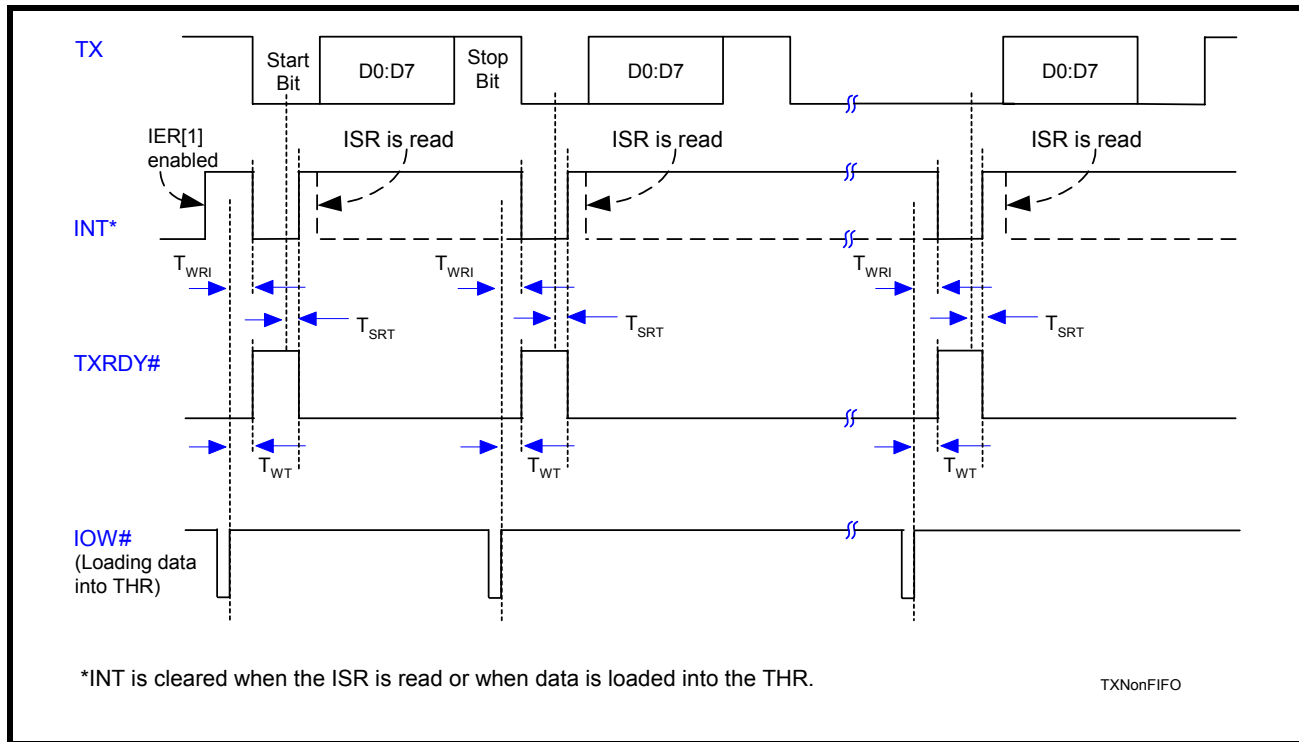 TX
Start
Bit
D0:D7
Stop
Bit
D0:D7
D0:D7
IER[1]
enabled
ISR is read
ISR is read
ISR is read
INT*
TWRI
TWRI
TWRI
TSRT
TSRT
TSRT
TXRDY#
TWT
TWT
TWT
IOW#
(Loading data
into THR)
*INT is cleared when the ISR is read or when data is loaded into the THR.
TXNonFIFO